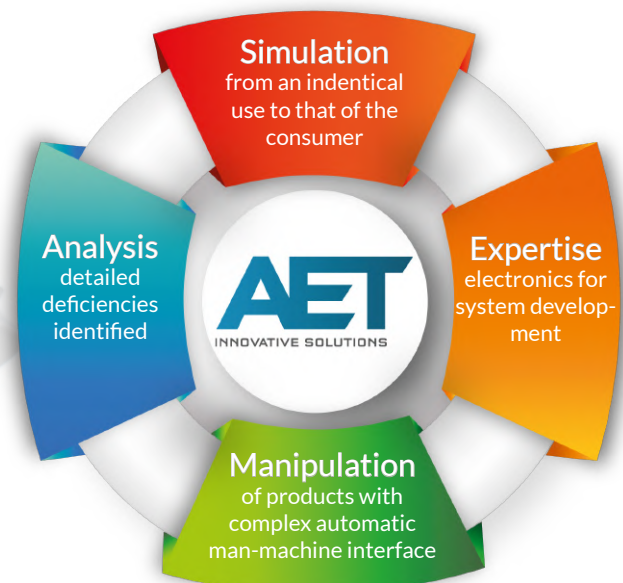 Simulation
from an indentical
use to that of the
consumer
Analysis
detailed
deficiencies
identified
AET
INNOVATIVE SOLUTIONS
Expertise
electronics for
system develop-
ment
Manipulation
of products with
complex automatic
man-machine interface